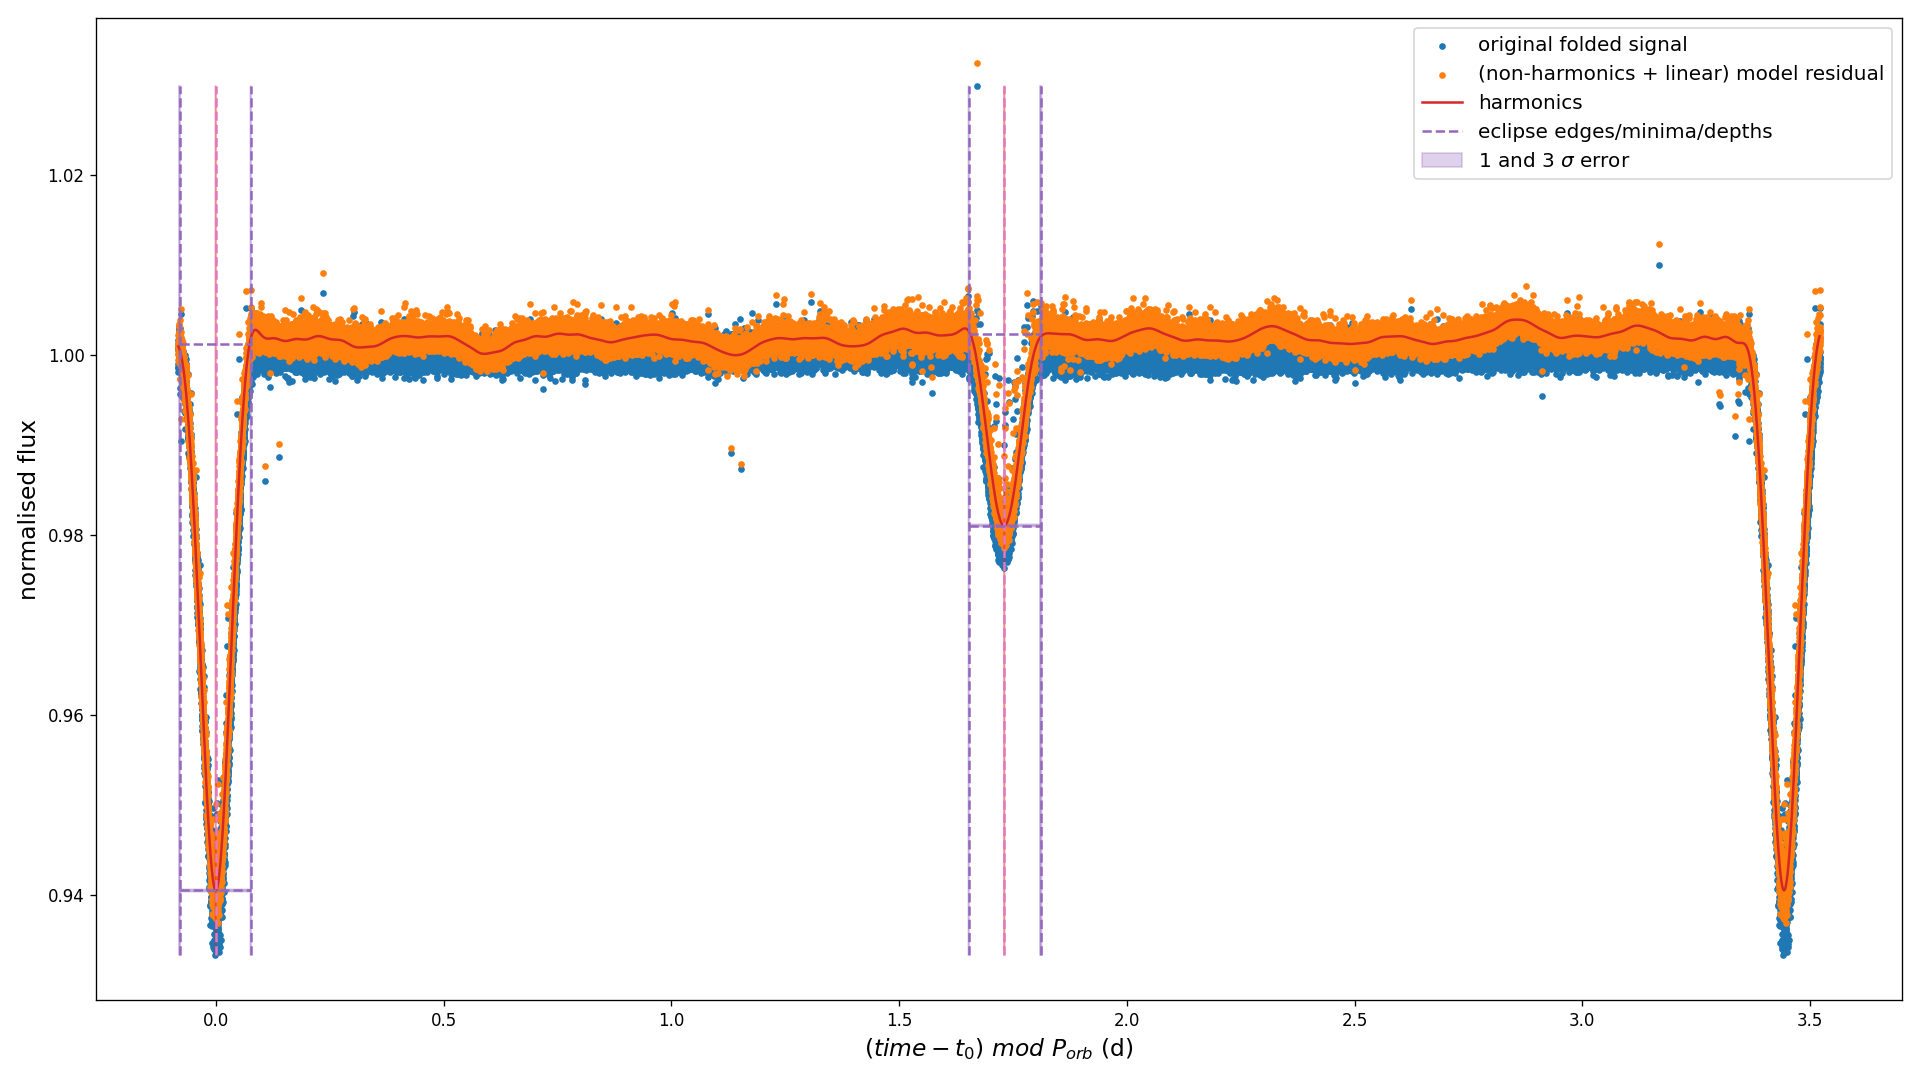 original folded signal
(non-harmonics + linear) model residual
harmonics
eclipse edges/minima/depths
1 and 3 σ error
normalised flux
1.02
1.00
0.98
0.96
0.94
0.0 0.5 1.0 1.5 2.0 2.5 3.0 3.5
(time − t₀) mod P_orb (d)